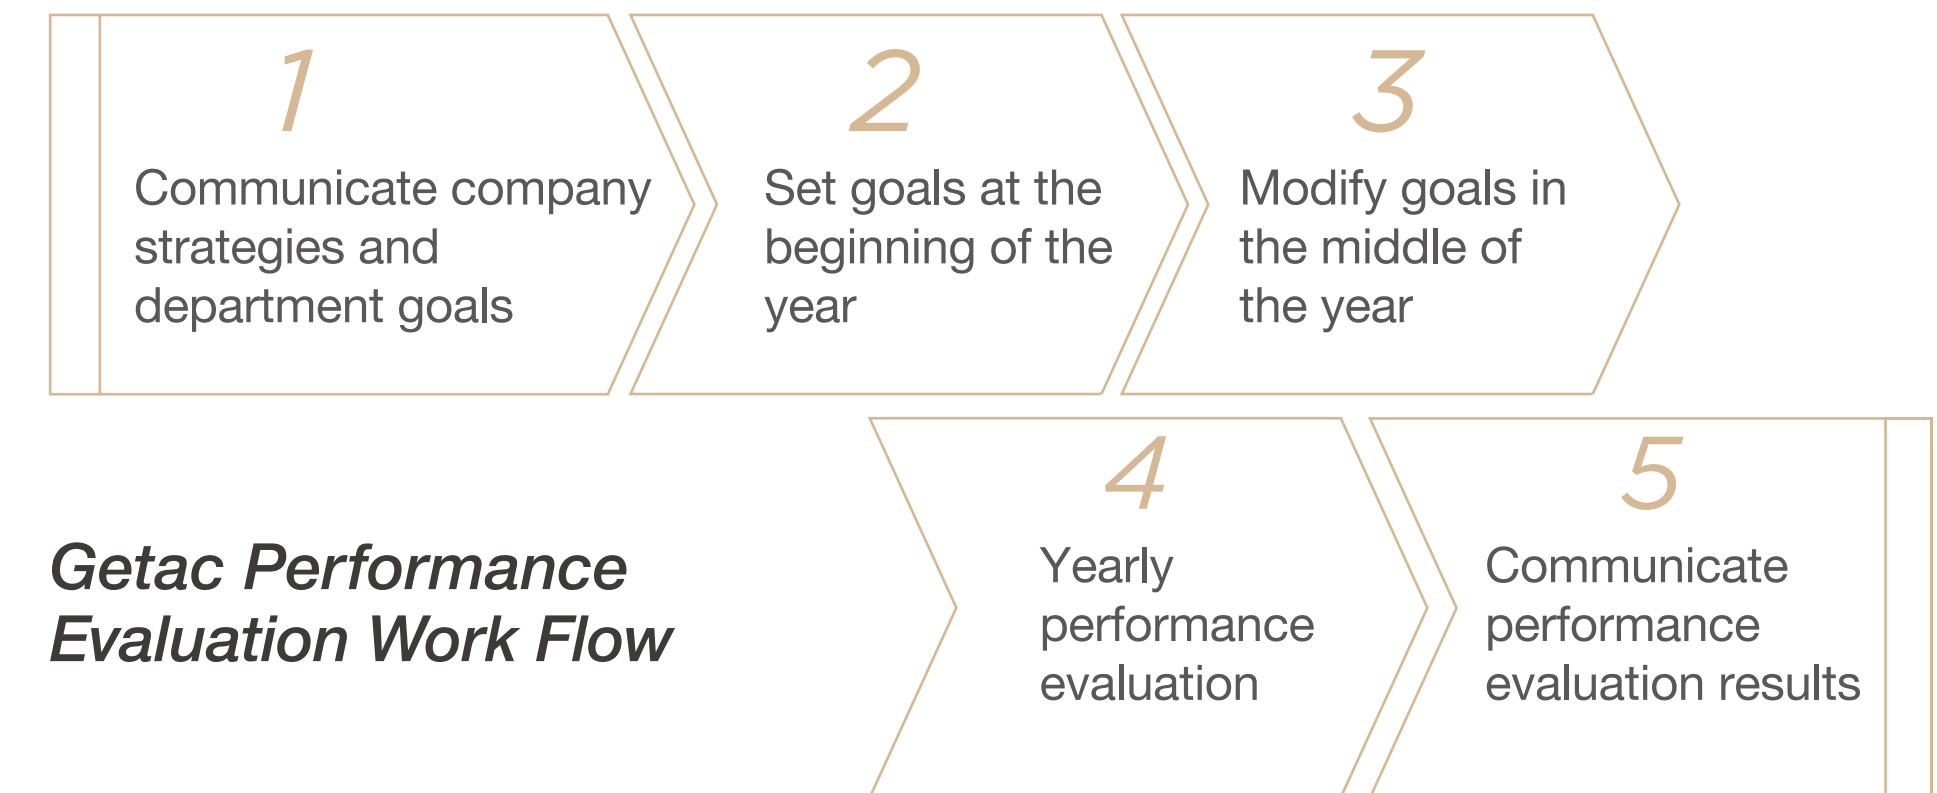 1
Communicate company
strategies and
department goals
2
Set goals at the
beginning of the
year
3
Modify goals in
the middle of
the year
Getac Performance
Evaluation Work Flow
4
Yearly
performance
evaluation
5
Communicate
performance
evaluation results